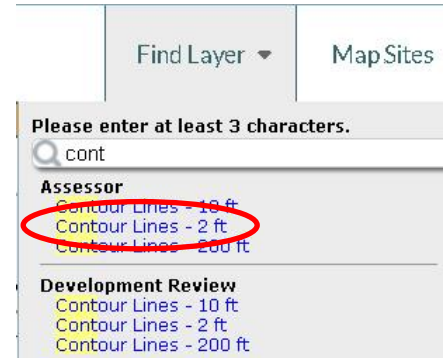 Find Layer Map Sites
Please enter at least 3 characters.
cont
Assessor
Contour Lines - 10 ft
Contour Lines - 2 ft
Contour Lines - 200 ft
Development Review
Contour Lines - 10 ft
Contour Lines - 2 ft
Contour Lines - 200 ft